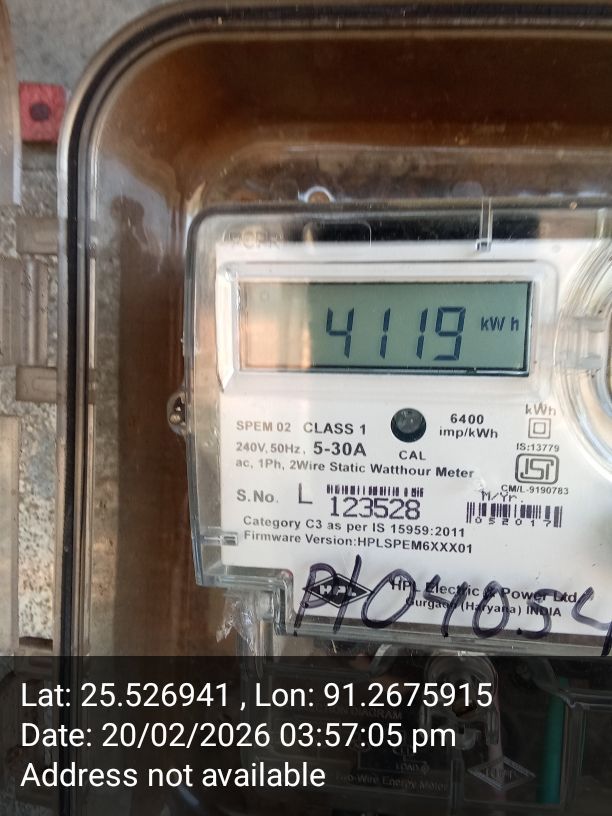 4119 kWh
SPEM 02 CLASS 1
6400
imp/kWh
kWh
240V, 50Hz, 5-30A
CAL
IS:13779
ac, 1Ph, 2Wire Static Watthour Meter
CM/L-9190783
S.No. L 123528
M/Yr.
052017
Category C3 as per IS 15959:2011
Firmware Version:HPLSPEM6XXX01
HPL
HPL Electric & Power Ltd
Gurgaon (Haryana) INDIA
Lat: 25.526941 , Lon: 91.2675915
Date: 20/02/2026 03:57:05 pm
Address not available